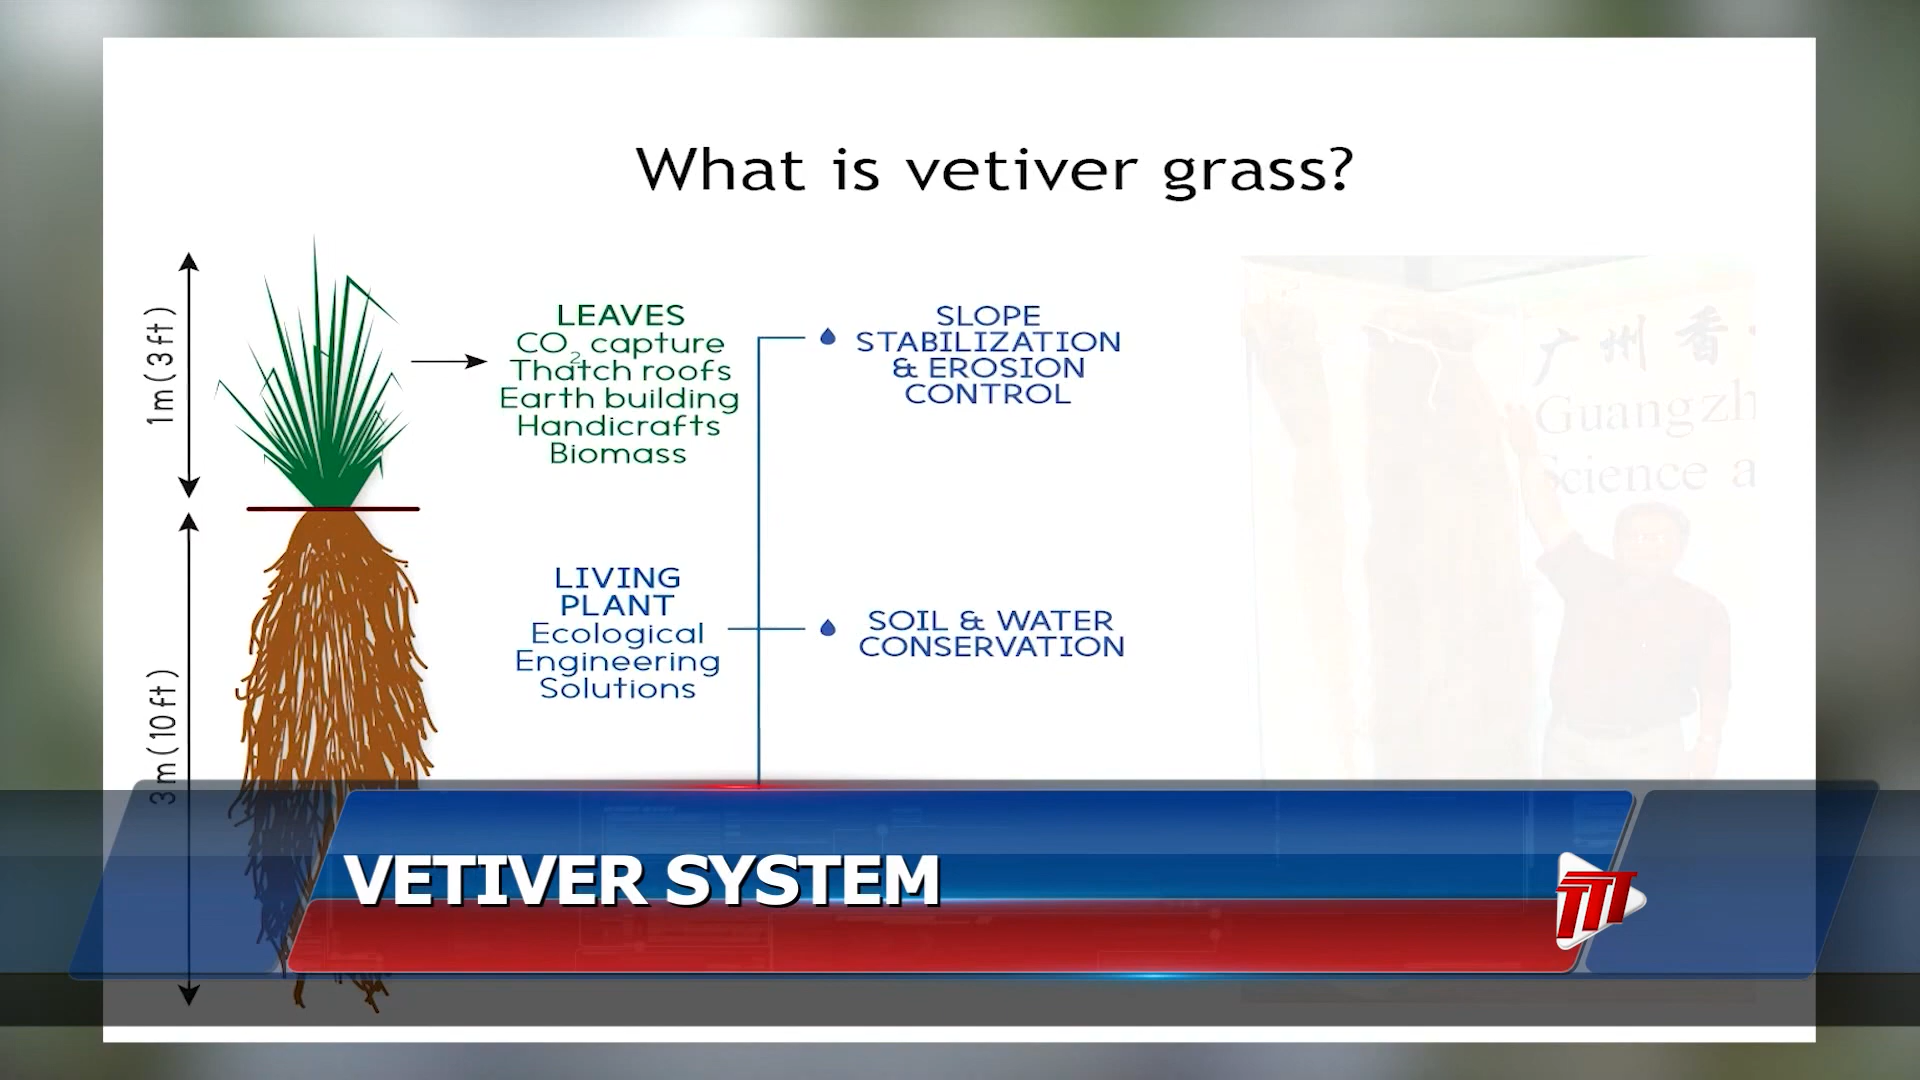 What is vetiver grass?
1m ( 3 ft )
LEAVES
CO2 capture
Thatch roofs
Earth building
Handicrafts
Biomass
SLOPE
STABILIZATION
& EROSION
CONTROL
广州香
Guangzh
Science a
LIVING
PLANT
Ecological
Engineering
Solutions
SOIL & WATER
CONSERVATION
3 m ( 10 ft )
VETIVER SYSTEM
TTT